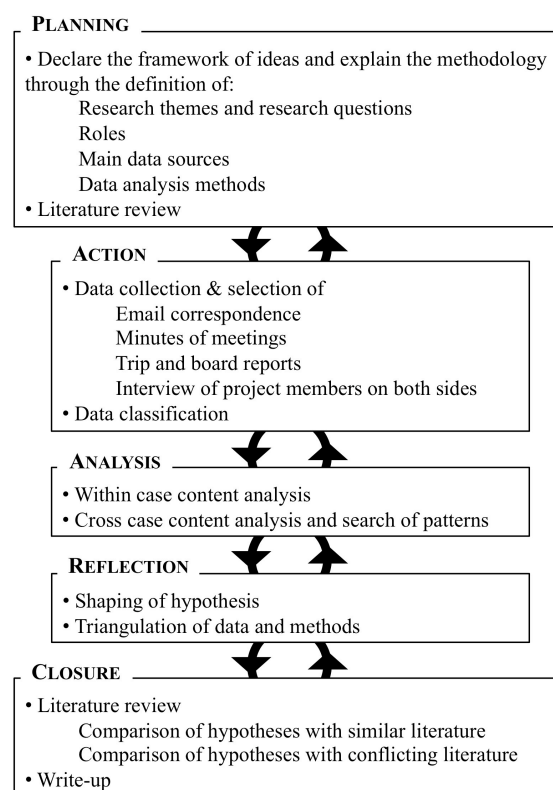 PLANNING
• Declare the framework of ideas and explain the methodology
through the definition of:
Research themes and research questions
Roles
Main data sources
Data analysis methods
• Literature review
ACTION
• Data collection & selection of
Email correspondence
Minutes of meetings
Trip and board reports
Interview of project members on both sides
• Data classification
ANALYSIS
• Within case content analysis
• Cross case content analysis and search of patterns
REFLECTION
• Shaping of hypothesis
• Triangulation of data and methods
CLOSURE
• Literature review
Comparison of hypotheses with similar literature
Comparison of hypotheses with conflicting literature
• Write-up